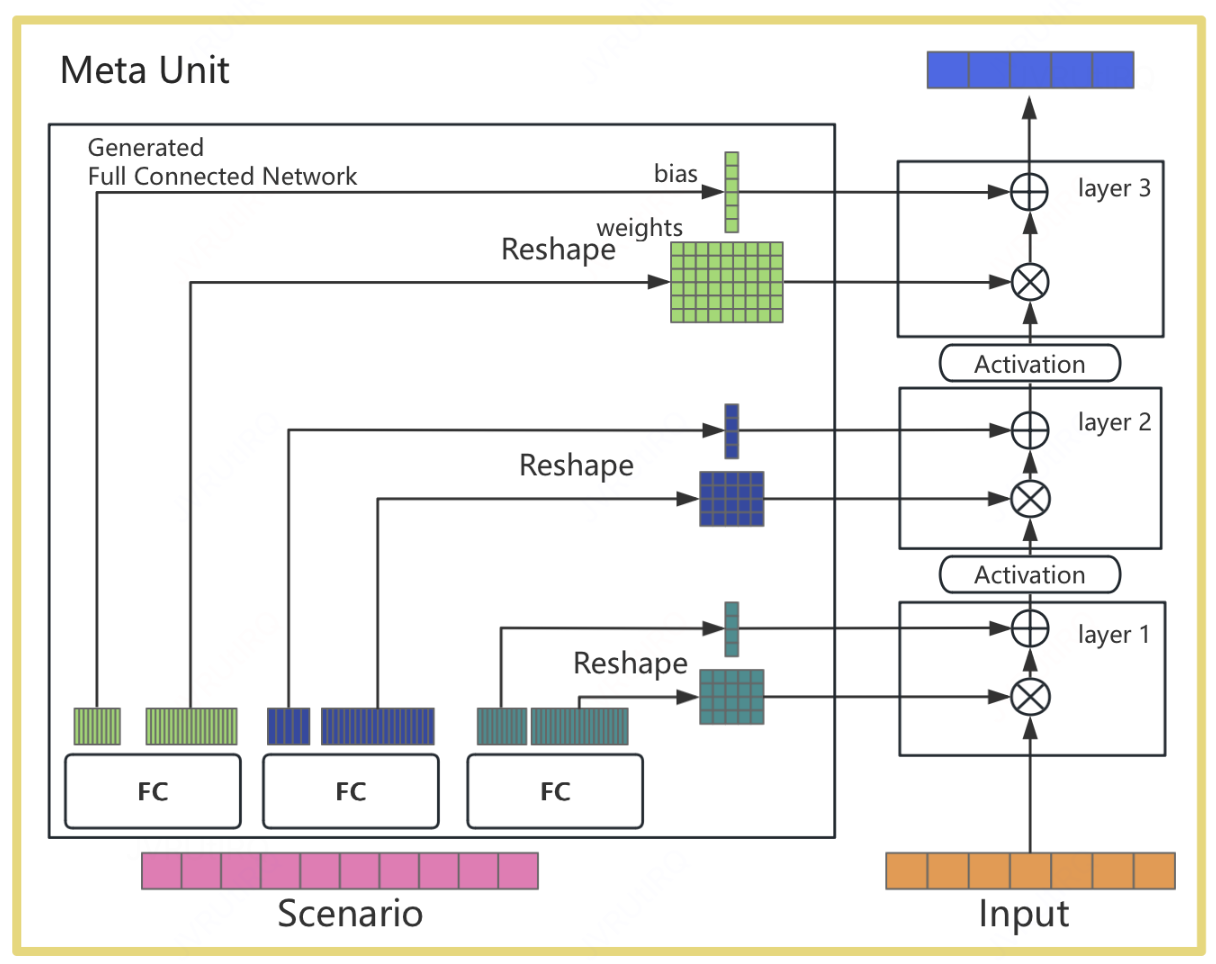 Meta Unit
Generated
Full Connected Network
bias
weights
Reshape
layer 3
Activation
Reshape
layer 2
Activation
Reshape
layer 1
FC
FC
FC
Scenario
Input